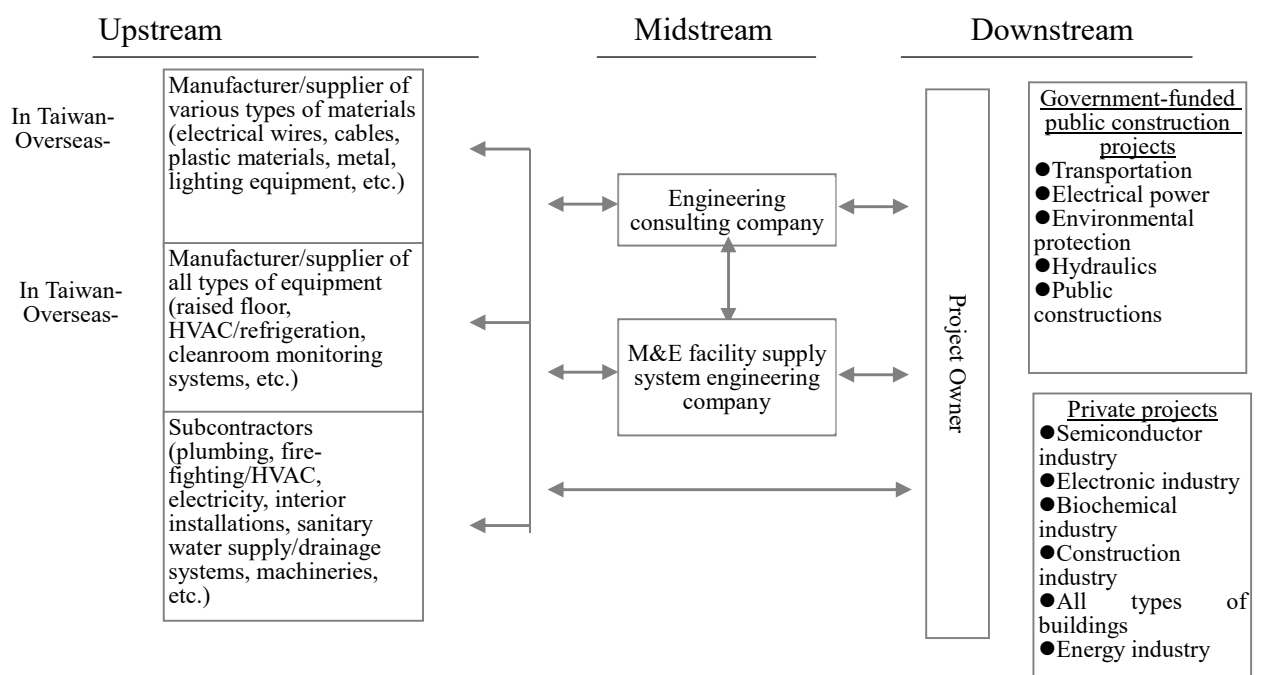 Upstream
Midstream
Downstream
In Taiwan-
Overseas-
Manufacturer/supplier of
various types of materials
(electrical wires, cables,
plastic materials, metal,
lighting equipment, etc.)
In Taiwan-
Overseas-
Manufacturer/supplier of
all types of equipment
(raised floor,
HVAC/refrigeration,
cleanroom monitoring
systems, etc.)
Subcontractors
(plumbing, fire-
fighting/HVAC,
electricity, interior
installations, sanitary
water supply/drainage
systems, machineries,
etc.)
Engineering
consulting company
M&E facility supply
system engineering
company
Project Owner
Government-funded
public construction
projects
●Transportation
●Electrical power
●Environmental
protection
●Hydraulics
●Public
constructions
Private projects
●Semiconductor
industry
●Electronic industry
●Biochemical
industry
●Construction
industry
●All types of
buildings
●Energy industry